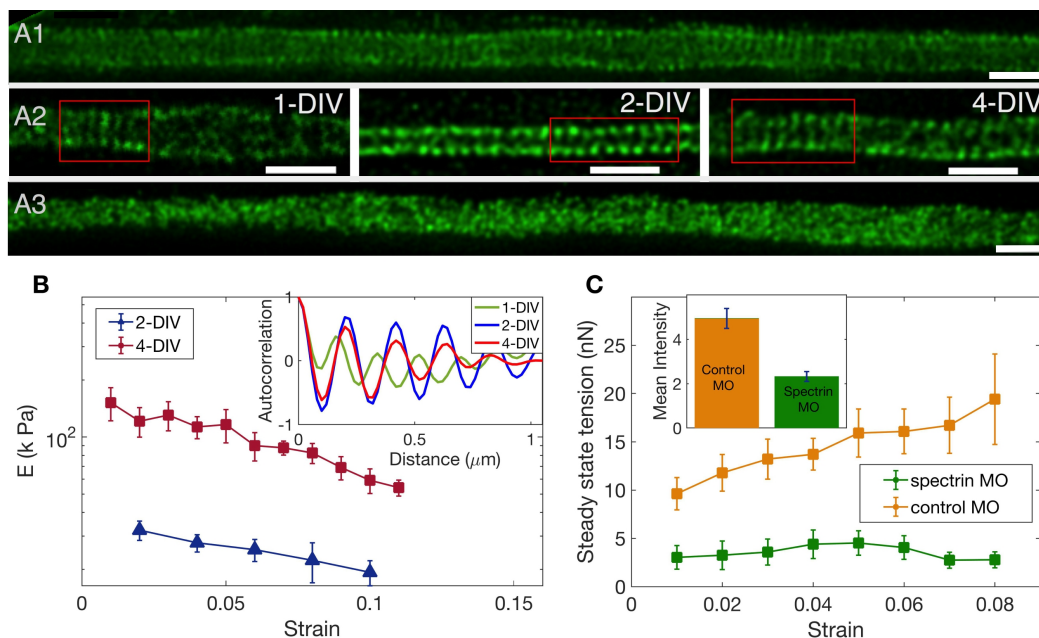 A1
A2
1-DIV
2-DIV
4-DIV
A3
B
2-DIV
4-DIV
E (k Pa)
10²
0
0.05
0.1
0.15
Strain
Autocorrelation
1
0
-1
0
0.5
1
Distance (μm)
1-DIV
2-DIV
4-DIV
C
Steady state tension (nN)
0
5
10
15
20
25
0
0.02
0.04
0.06
0.08
Strain
Mean Intensity
0
2
4
Control
MO
Spectrin
MO
spectrin MO
control MO